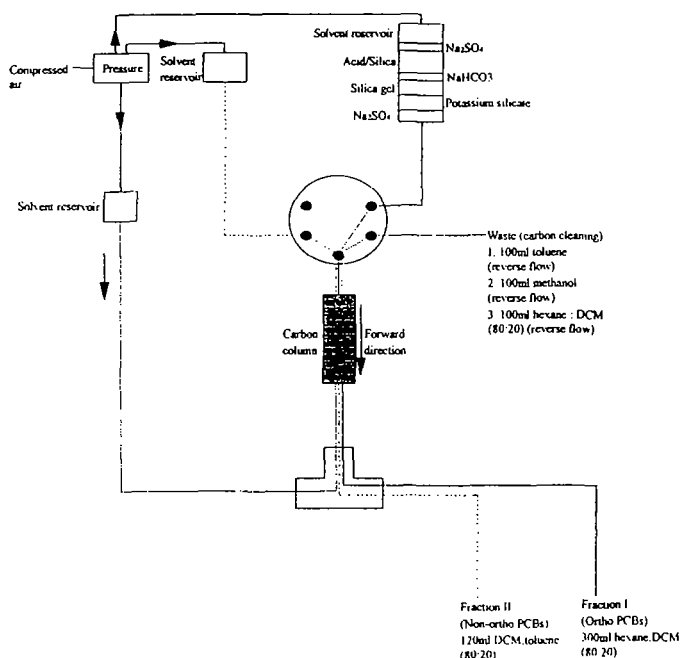 Solvent reservoir
Na2SO4
Acid/Silica
NaHCO3
Silica gel
Potassium silicate
Na2SO4
Compressed
air
Pressure
Solvent
reservoir
Solvent reservoir
Waste (carbon cleaning)
1. 100ml toluene
(reverse flow)
2 100ml methanol
(reverse flow)
3 100ml hexane : DCM
(80:20) (reverse flow)
Carbon
column
Forward
direction
Fraction II
(Non-ortho PCBs)
120ml DCM.toluene
(80:20)
Fraction I
(Ortho PCBs)
300ml hexane.DCM
(80 20)